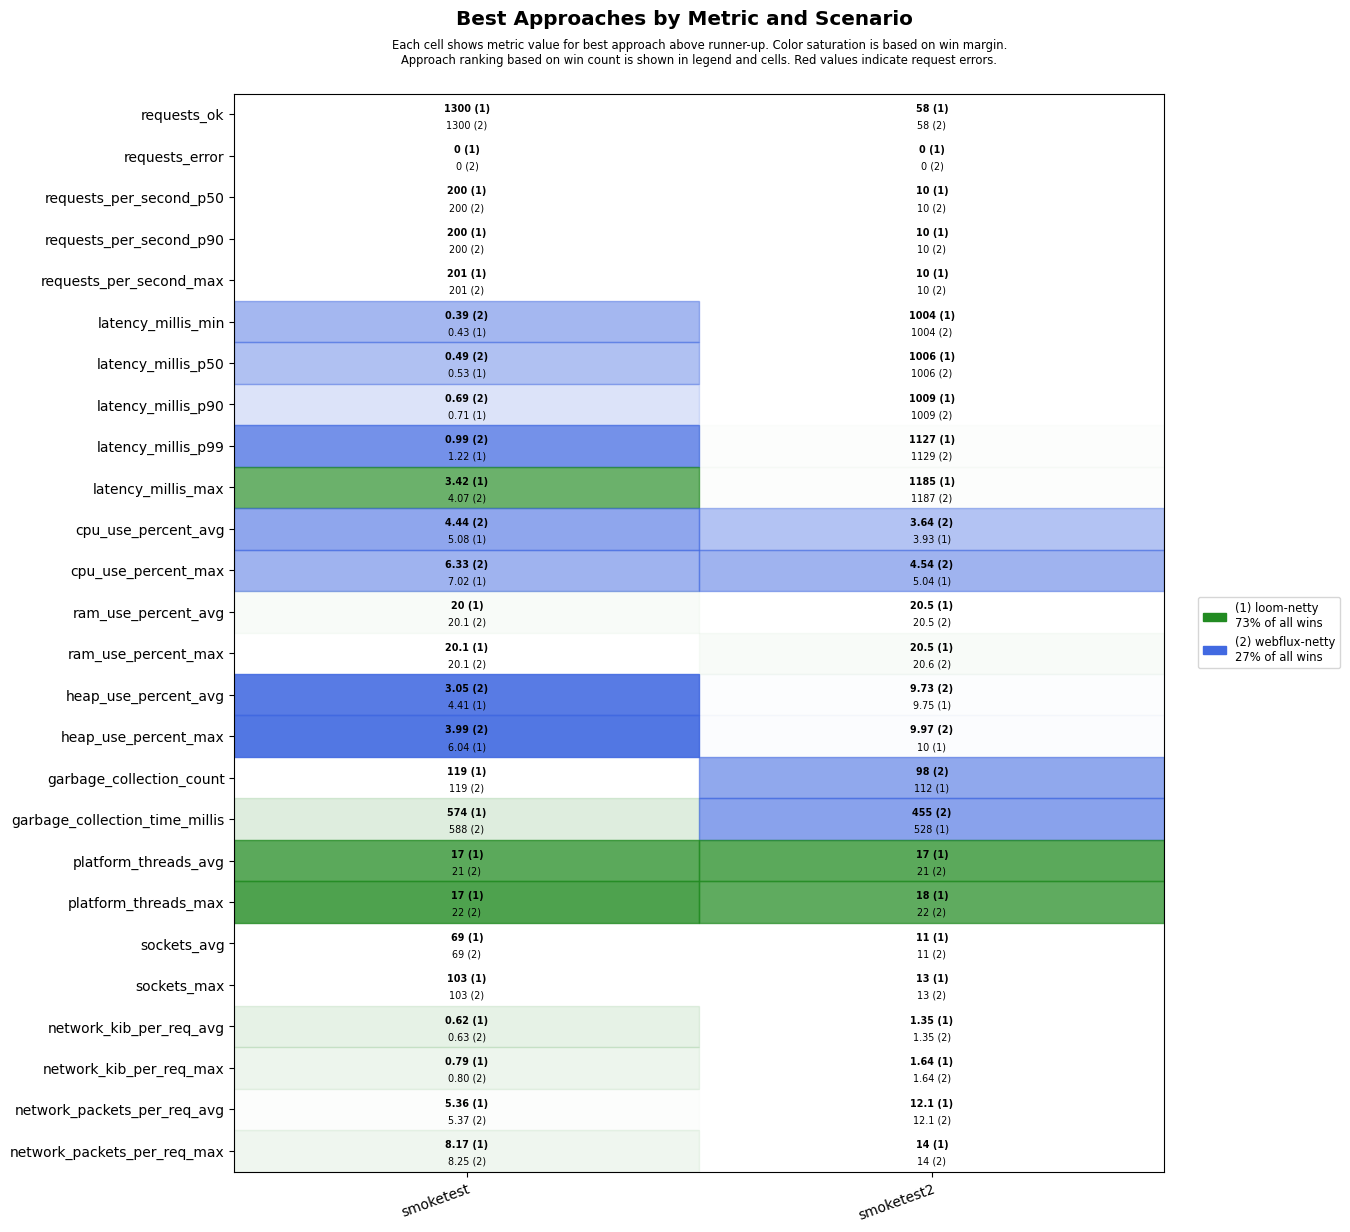 Best Approaches by Metric and Scenario
Each cell shows metric value for best approach above runner-up. Color saturation is based on win margin.
Approach ranking based on win count is shown in legend and cells. Red values indicate request errors.
requests_ok
1300 (1)
1300 (2)
58 (1)
58 (2)
requests_error
0 (1)
0 (2)
0 (1)
0 (2)
requests_per_second_p50
200 (1)
200 (2)
10 (1)
10 (2)
requests_per_second_p90
200 (1)
200 (2)
10 (1)
10 (2)
requests_per_second_max
201 (1)
201 (2)
10 (1)
10 (2)
latency_millis_min
0.39 (2)
0.43 (1)
1004 (1)
1004 (2)
latency_millis_p50
0.49 (2)
0.53 (1)
1006 (1)
1006 (2)
latency_millis_p90
0.69 (2)
0.71 (1)
1009 (1)
1009 (2)
latency_millis_p99
0.99 (2)
1.22 (1)
1127 (1)
1129 (2)
latency_millis_max
3.42 (1)
4.07 (2)
1185 (1)
1187 (2)
cpu_use_percent_avg
4.44 (2)
5.08 (1)
3.64 (2)
3.93 (1)
cpu_use_percent_max
6.33 (2)
7.02 (1)
4.54 (2)
5.04 (1)
ram_use_percent_avg
20 (1)
20.1 (2)
20.5 (1)
20.5 (2)
ram_use_percent_max
20.1 (1)
20.1 (2)
20.5 (1)
20.6 (2)
heap_use_percent_avg
3.05 (2)
4.41 (1)
9.73 (2)
9.75 (1)
heap_use_percent_max
3.99 (2)
6.04 (1)
9.97 (2)
10 (1)
garbage_collection_count
119 (1)
119 (2)
98 (2)
112 (1)
garbage_collection_time_millis
574 (1)
588 (2)
455 (2)
528 (1)
platform_threads_avg
17 (1)
21 (2)
17 (1)
21 (2)
platform_threads_max
17 (1)
22 (2)
18 (1)
22 (2)
sockets_avg
69 (1)
69 (2)
11 (1)
11 (2)
sockets_max
103 (1)
103 (2)
13 (1)
13 (2)
network_kib_per_req_avg
0.62 (1)
0.63 (2)
1.35 (1)
1.35 (2)
network_kib_per_req_max
0.79 (1)
0.80 (2)
1.64 (1)
1.64 (2)
network_packets_per_req_avg
5.36 (1)
5.37 (2)
12.1 (1)
12.1 (2)
network_packets_per_req_max
8.17 (1)
8.25 (2)
14 (1)
14 (2)
smoketest
smoketest2
(1) loom-netty
73% of all wins
(2) webflux-netty
27% of all wins